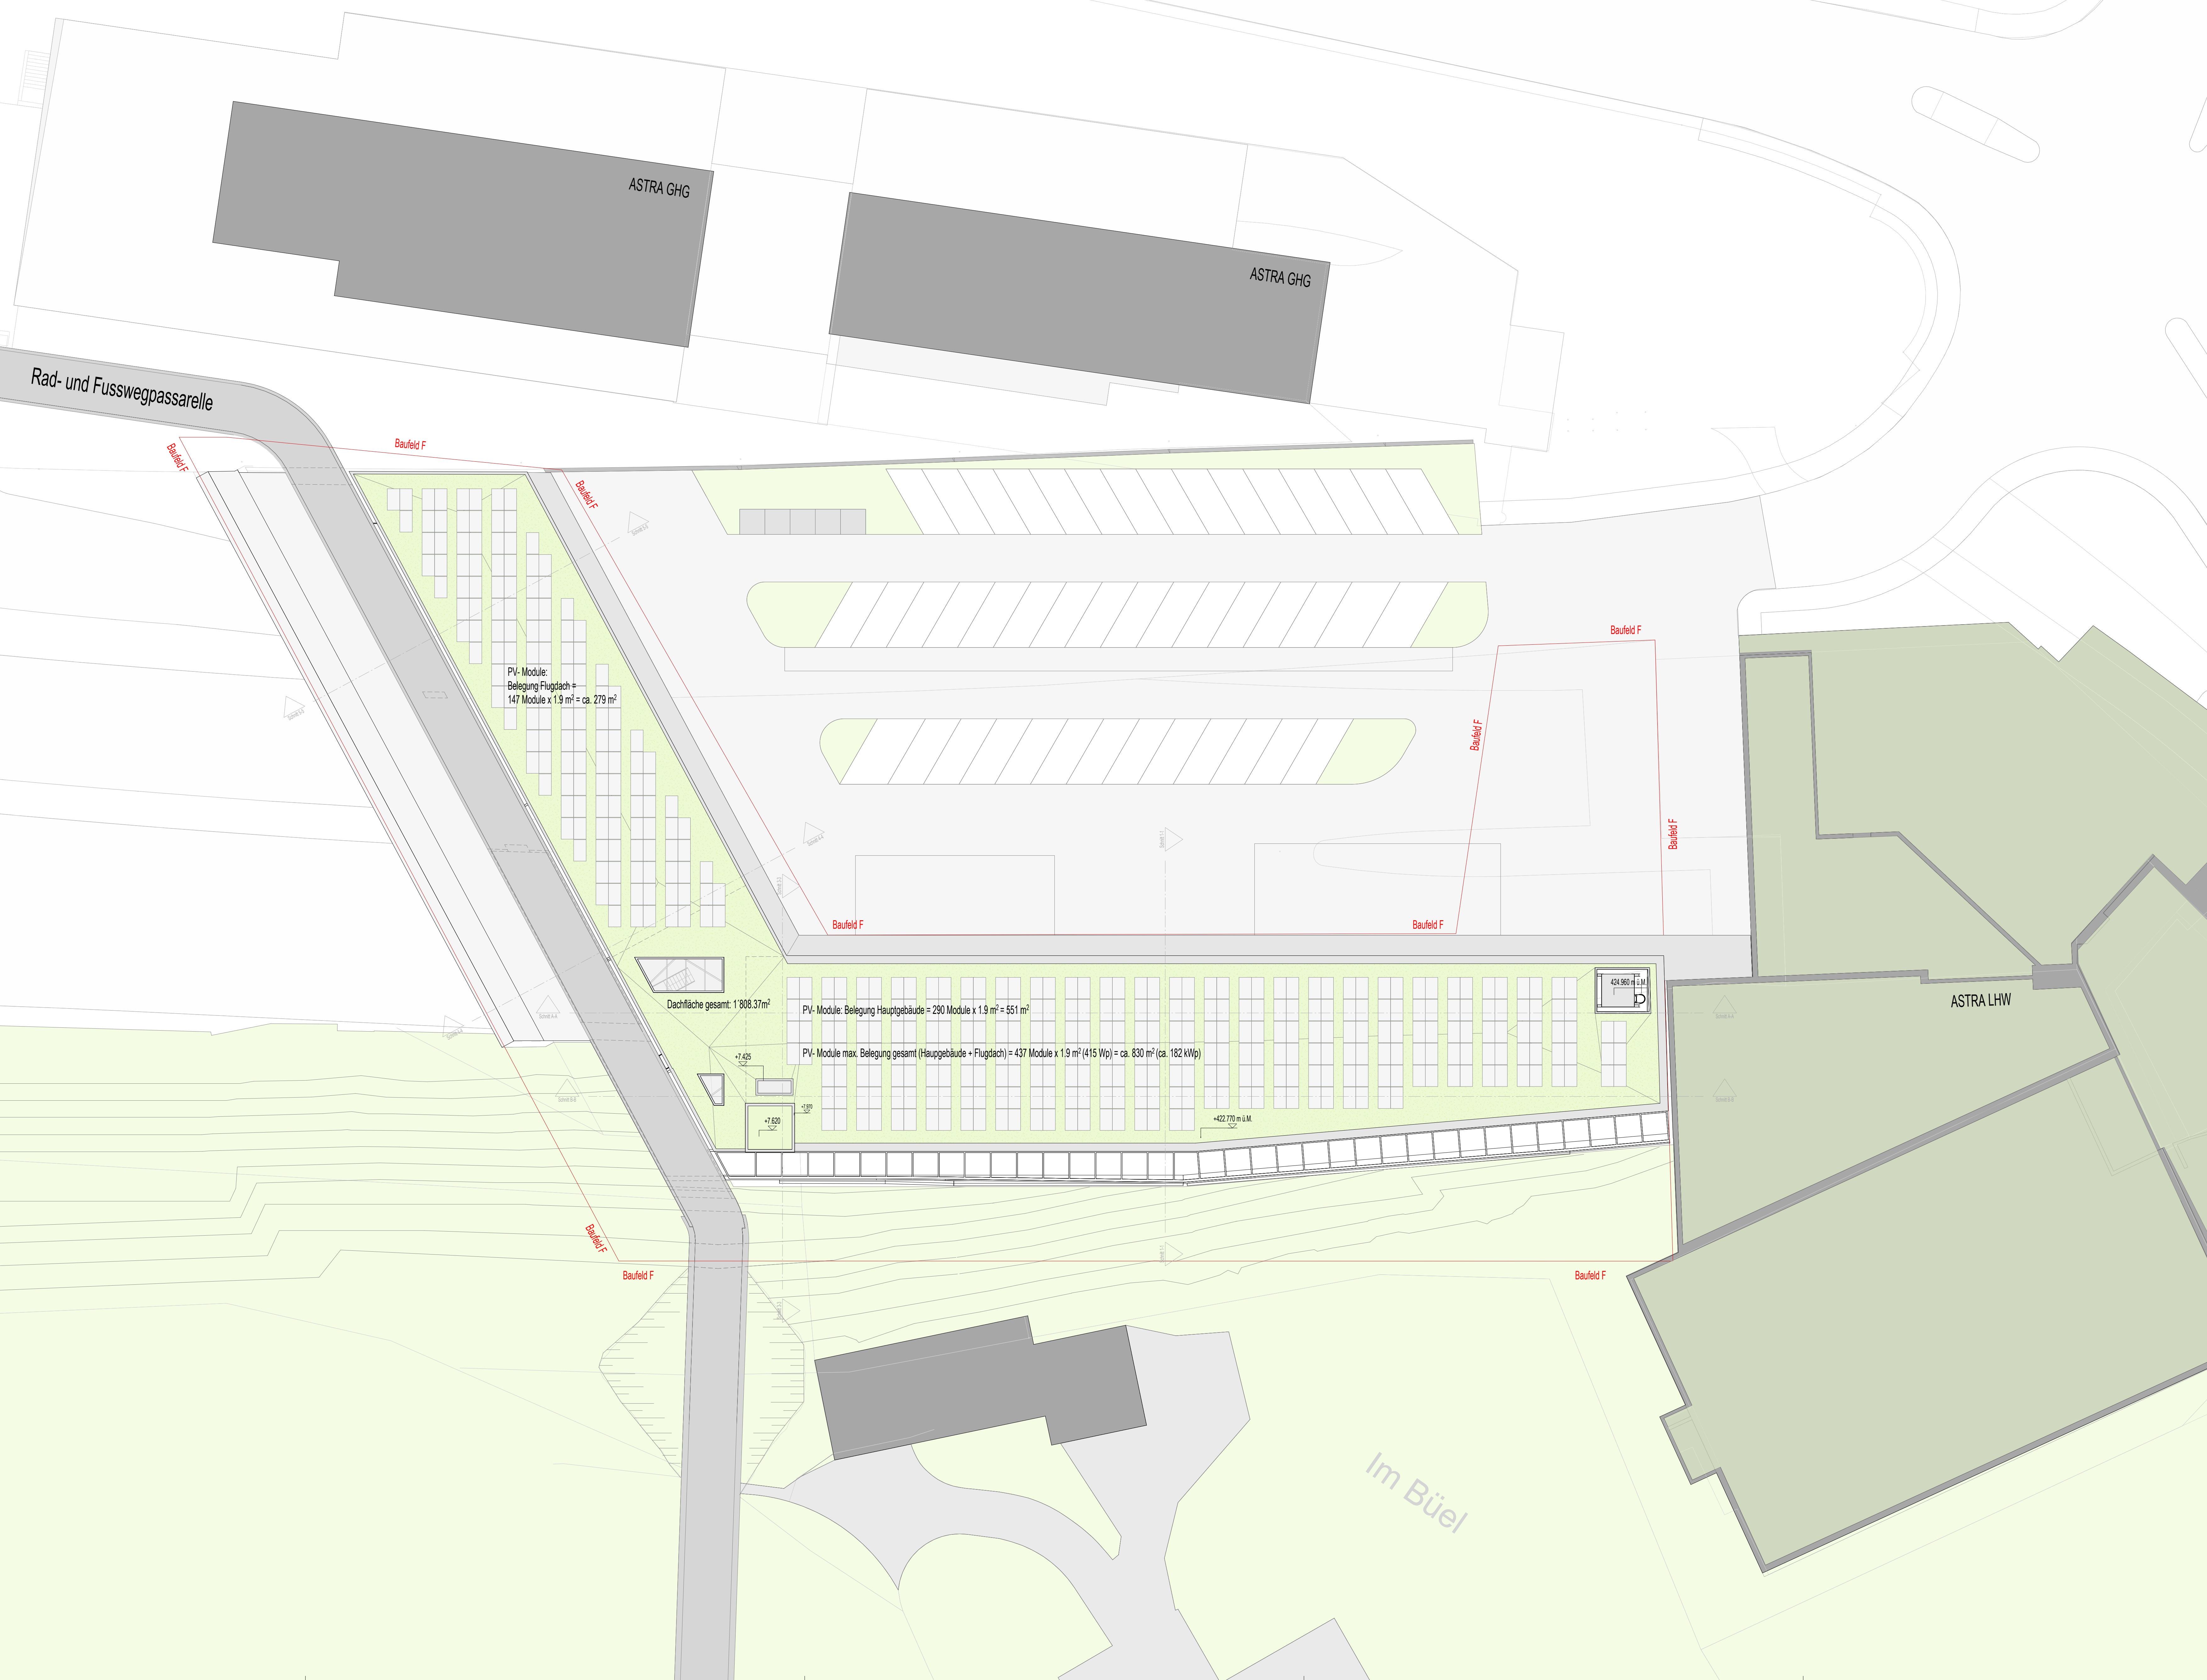 ASTRA GHG
ASTRA GHG
Rad- und Fusswegpassarelle
Baufeld F
Baufeld F
Baufeld F
Baufeld F
Baufeld F
Baufeld F
PV- Module:
Belegung Flugdach =
147 Module x 1.9 m² = ca. 279 m²
Baufeld F
Baufeld F
424.960 m ü.M.
Dachfläche gesamt: 1´808.37m²
PV- Module: Belegung Hauptgebäude = 290 Module x 1.9 m² = 551 m²
ASTRA LHW
PV- Module max. Belegung gesamt (Haupgebäude + Flugdach) = 437 Module x 1.9 m² (415 Wp) = ca. 830 m² (ca. 182 kWp)
+7.425
+7.620
+422.770 m ü.M.
Baufeld F
Baufeld F
Baufeld F
Im Büel